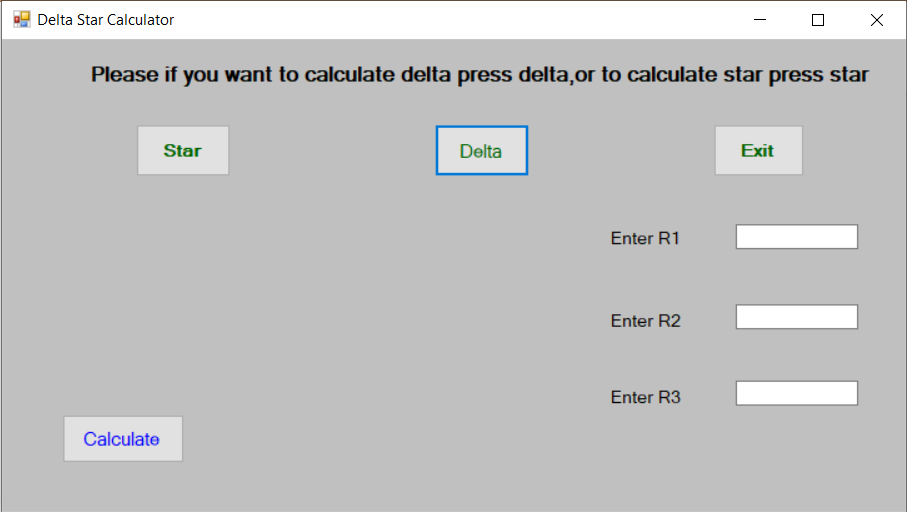 Delta Star Calculator
Please if you want to calculate delta press delta,or to calculate star press star
Star Delta Exit
Enter R1
Enter R2
Enter R3
Calculate